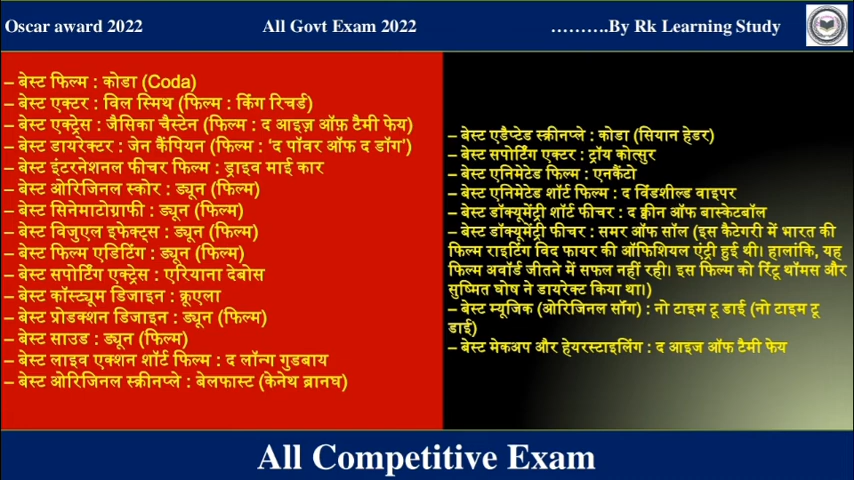 Oscar award 2022
All Govt Exam 2022
……….By Rk Learning Study
– बेस्ट फिल्म : कोडा (Coda)
– बेस्ट एक्टर : विल स्मिथ (फिल्म : किंग रिचर्ड)
– बेस्ट एक्ट्रेस : जैसिका चैस्टेन (फिल्म : द आइज़ ऑफ़ टैमी फेय)
– बेस्ट डायरेक्टर : जेन कैंपियन (फिल्म : ‘द पॉवर ऑफ द डॉग’)
– बेस्ट इंटरनेशनल फीचर फिल्म : ड्राइव माई कार
– बेस्ट ओरिजिनल स्कोर : ड्यून (फिल्म)
– बेस्ट सिनेमाटोग्राफी : ड्यून (फिल्म)
– बेस्ट विजुएल इफेक्ट्स : ड्यून (फिल्म)
– बेस्ट फिल्म एडिटिंग : ड्यून (फिल्म)
– बेस्ट सपोर्टिंग एक्ट्रेस : एरियाना देबोस
– बेस्ट कॉस्ट्यूम डिजाइन : क्रूएला
– बेस्ट प्रोडक्शन डिजाइन : ड्यून (फिल्म)
– बेस्ट साउड : ड्यून (फिल्म)
– बेस्ट लाइव एक्शन शॉर्ट फिल्म : द लॉन्ग गुडबाय
– बेस्ट ओरिजिनल स्क्रीनप्ले : बेलफास्ट (केनेथ ब्रानघ)
– बेस्ट एडैप्टेड स्क्रीनप्ले : कोडा (सियान हेडर)
– बेस्ट सपोर्टिंग एक्टर : ट्रॉय कोत्सुर
– बेस्ट एनिमेटेड फिल्म : एनकैंटो
– बेस्ट एनिमेटेड शॉर्ट फिल्म : द विंडशील्ड वाइपर
– बेस्ट डॉक्यूमेंट्री शॉर्ट फीचर : द क्वीन ऑफ बास्केटबॉल
– बेस्ट डॉक्यूमेंट्री फीचर : समर ऑफ सॉल (इस कैटेगरी में भारत की
फिल्म राइटिंग विद फायर की ऑफिशियल एंट्री हुई थी। हालांकि, यह
फिल्म अवॉर्ड जीतने में सफल नहीं रही। इस फिल्म को रिंटू थॉमस और
सुष्मित घोष ने डायरेक्ट किया था।)
– बेस्ट म्यूजिक (ओरिजिनल सॉंग) : नो टाइम टू डाई (नो टाइम टू
डाई)
– बेस्ट मेकअप और हेयरस्टाइलिंग : द आइज ऑफ टैमी फेय
All Competitive Exam